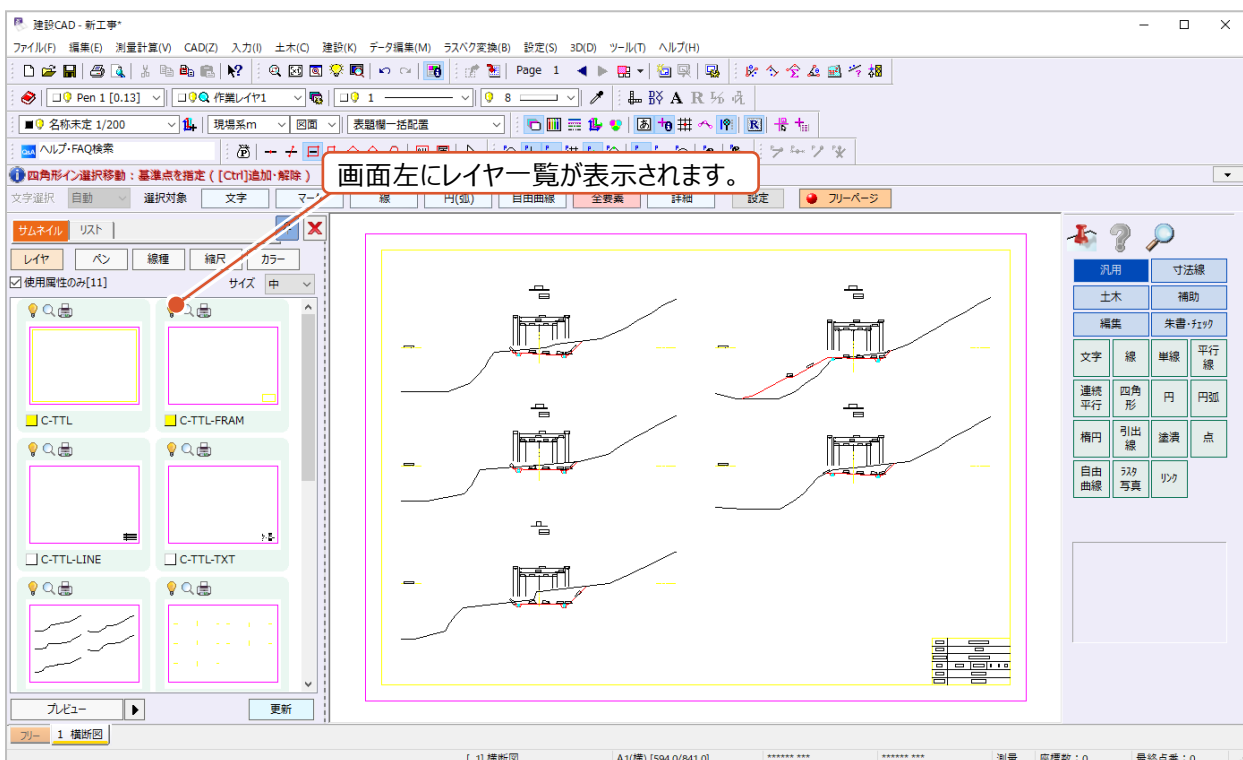 建設CAD - 新工事*
ファイル(F) 編集(E) 測量計算(V) CAD(Z) 入力(I) 土木(C) 建設(K) データ編集(M) ラスベク変換(B) 設定(S) 3D(D) ツール(T) ヘルプ(H)
Page 1
Pen 1 [0.13] 作業レイヤ1 1 8 A R
名称未定 1/200 現場系m 図面 表題欄一括配置
ヘルプ・FAQ検索
四角形イン選択移動：基準点を指定 ( [Ctrl]追加・解除 )
画面左にレイヤ一覧が表示されます。
文字選択 自動 選択対象 文字 マーク 線 円(弧) 自由曲線 全要素 詳細 設定 フリーページ
サムネイル リスト
レイヤ ペン 線種 縮尺 カラー
使用属性のみ[11] サイズ 中
C-TTL C-TTL-FRAM
C-TTL-LINE C-TTL-TXT
プレビュー 更新
汎用 寸法線
土木 補助
編集 朱書・ﾁｪｯｸ
文字 線 単線 平行線
連続平行 四角形 円 円弧
楕円 引出線 塗潰 点
自由曲線 ﾗｽﾀ写真 ﾘﾝｸ
フリー 1 横断図
[ 1] 横断図 A1(横) [594.0/841.0] ****** *** ****** *** 測量 座標数：0 最終点番：0